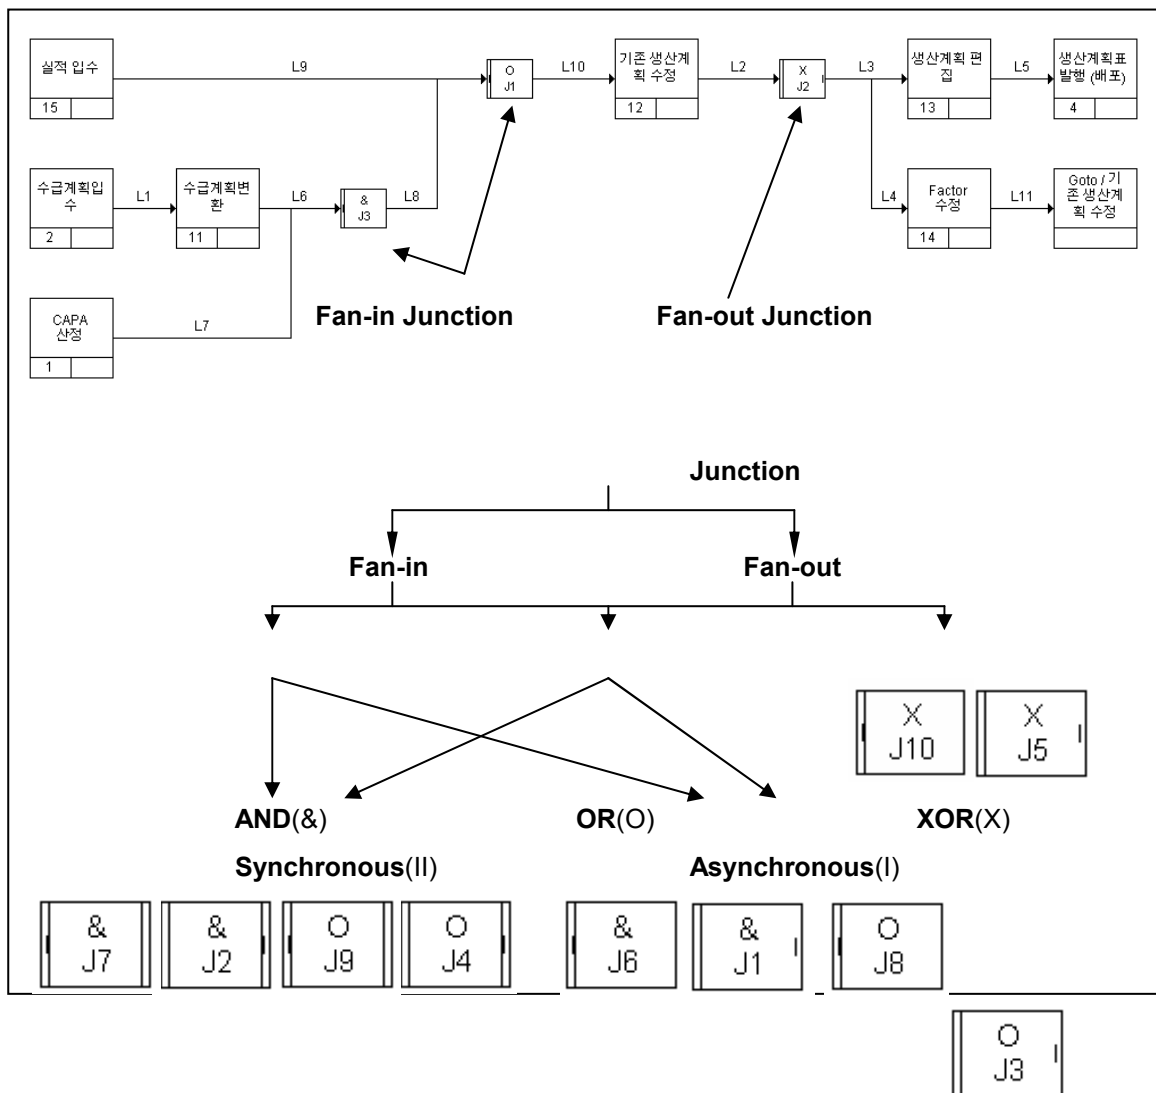 실적 입수
15
L9
O
J1
L10
기존 생산계
획 수정
12
L2
X
J2
L3
생산계획 편
집
13
L5
생산계획표
발행 (배포)
4
수급계획입
수
2
L1
수급계획변
환
11
L6
&
J3
L8
L4
Factor
수정
14
L11
Goto / 기
존 생산계
획 수정
CAPA
산정
1
L7
Fan-in Junction
Fan-out Junction
Junction
Fan-in
Fan-out
X
J10
X
J5
AND(&)
OR(O)
XOR(X)
Synchronous(II)
Asynchronous(I)
&
J7
&
J2
O
J9
O
J4
&
J6
&
J1
O
J8
O
J3